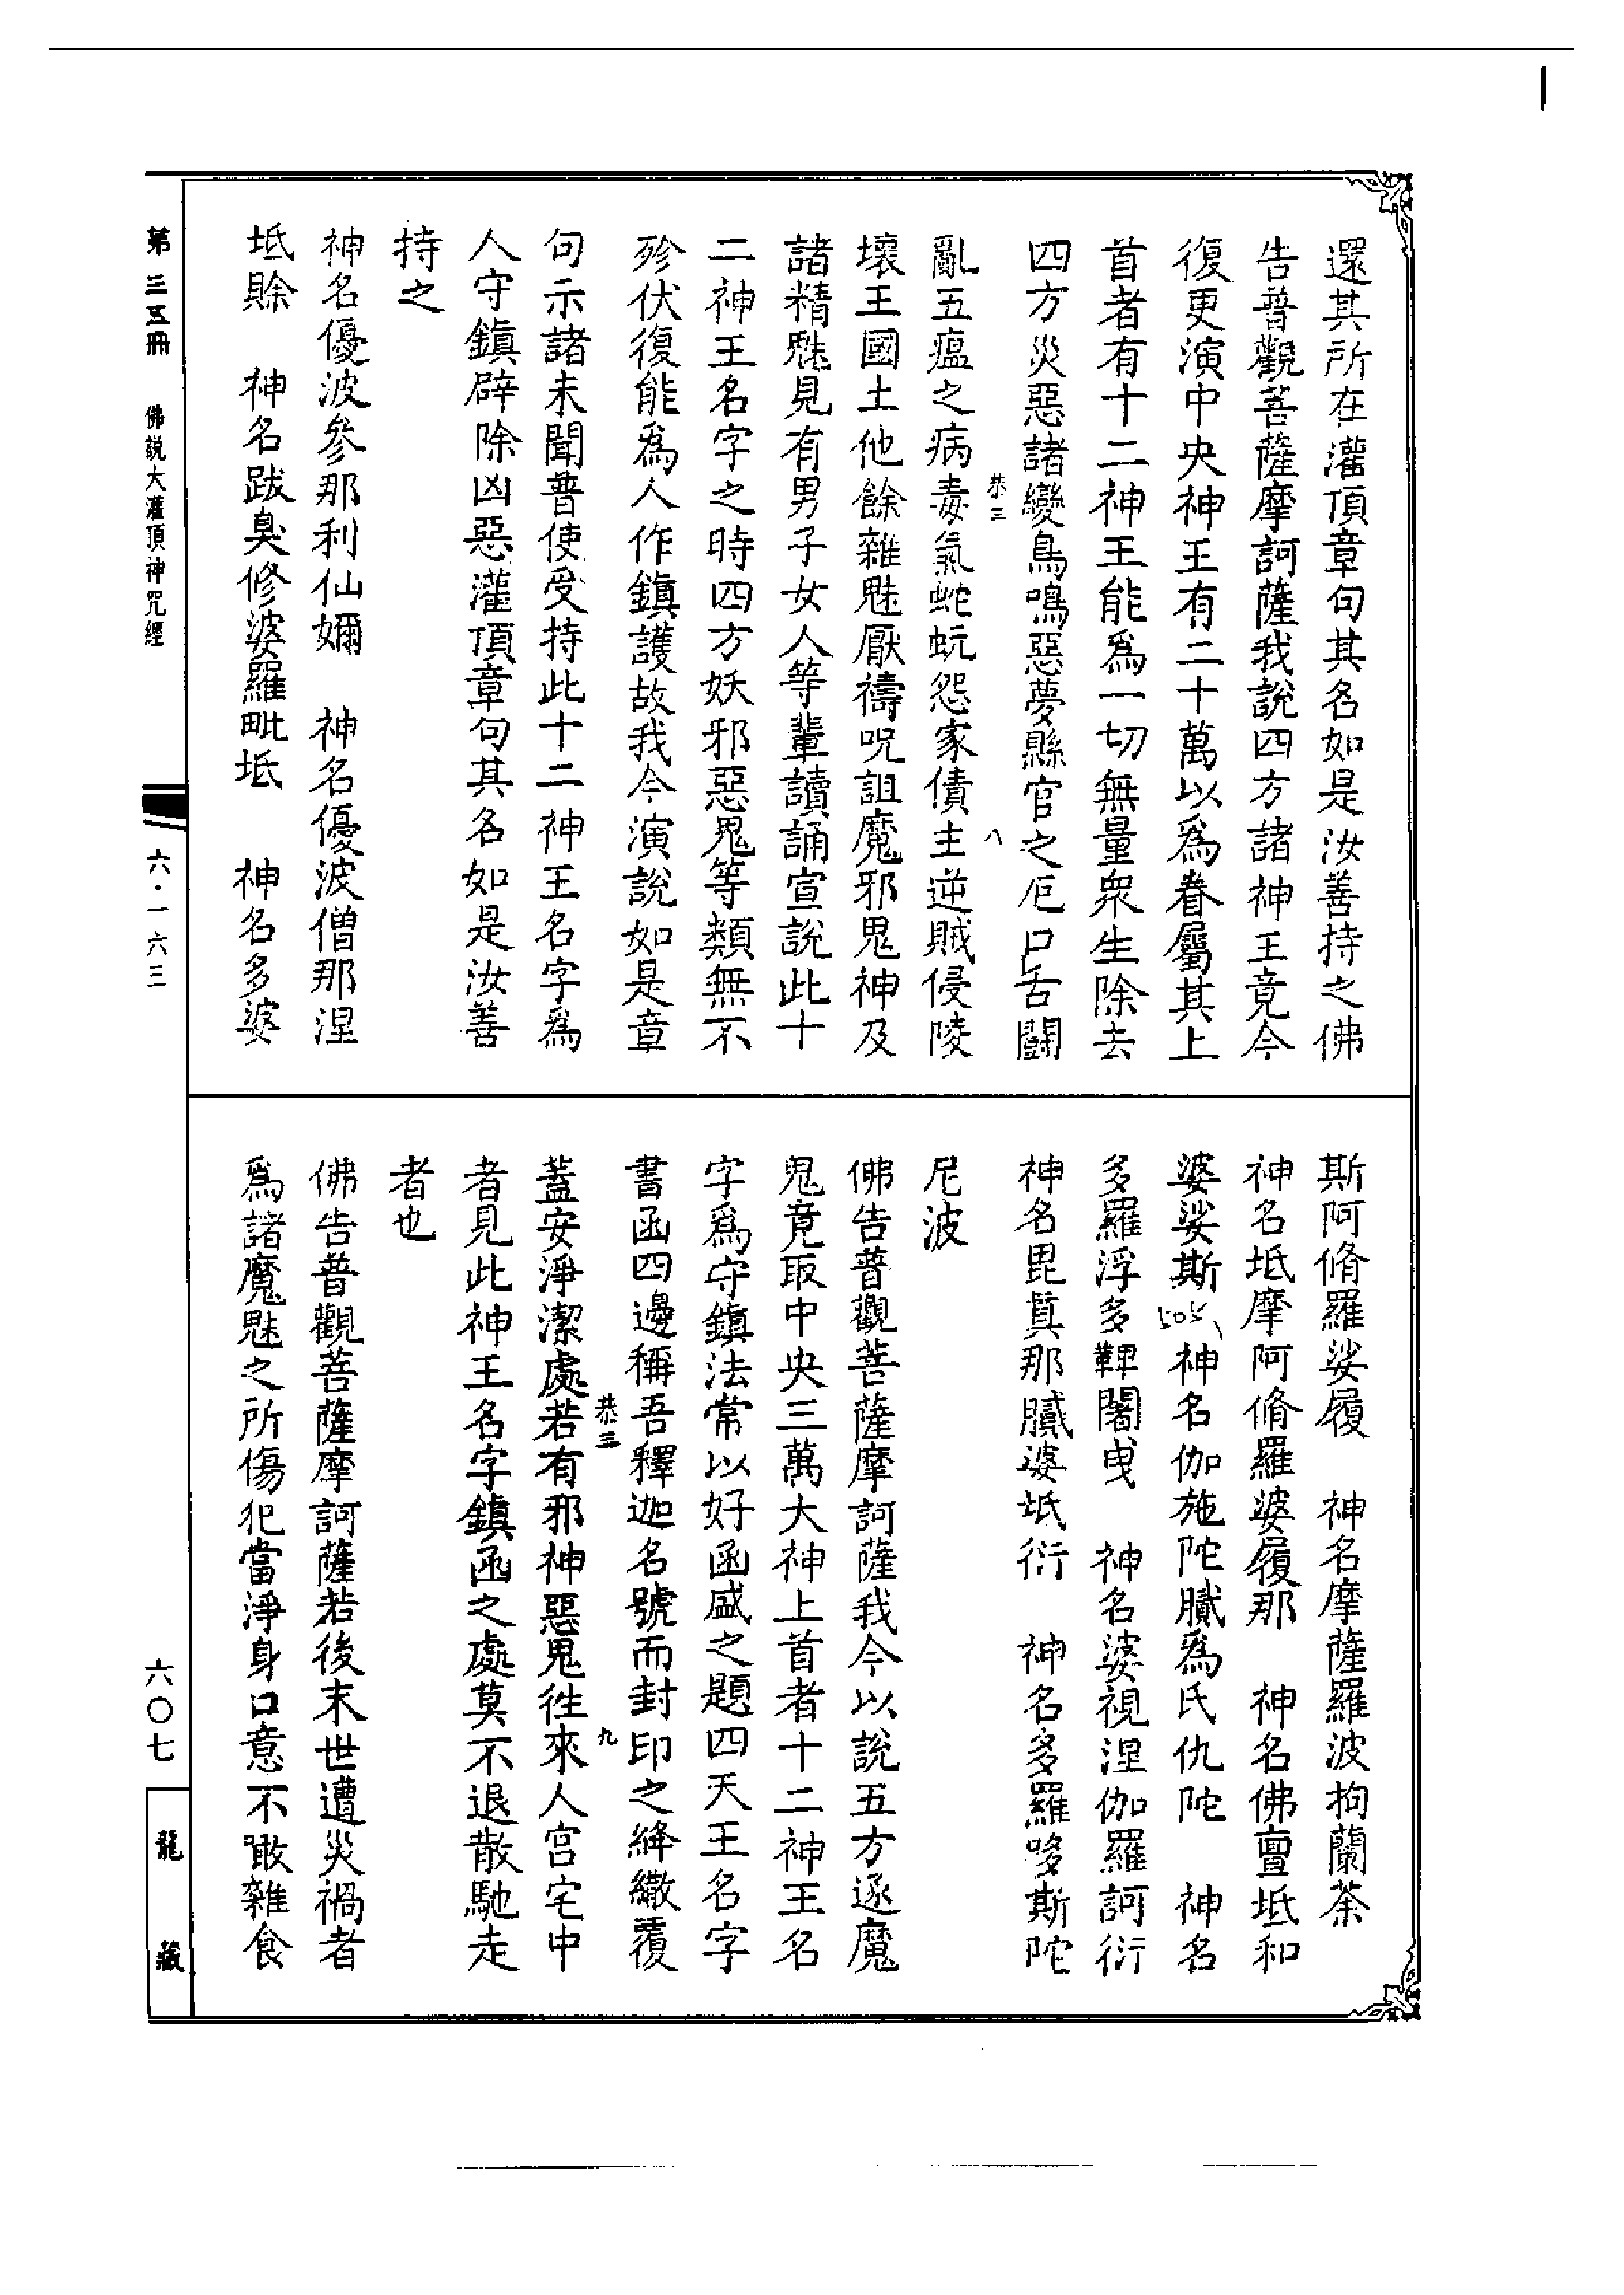 還其所在灌頂章句其名如是汝善持之佛
告普觀菩薩摩訶薩我說四方諸神王竟今
復更演中央神王有二十萬以爲眷屬其上
首者有十二神王能爲一切無量衆生除去
四方災惡諸變鳥鳴惡夢縣官之厄口舌鬪
恭三
八
亂五瘟之病毒氣蛇蚖怨家債主逆賊侵陵
壞王國土他餘雜魅厭禱呪詛魔邪鬼神及
諸精魅見有男子女人等輩讀誦宣說此十
二神王名字之時四方妖邪惡鬼等類無不
殄伏復能爲人作鎮護故我今演說如是章
句示諸未聞普使受持此十二神王名字爲
人守鎮辟除凶惡灌頂章句其名如是汝善
持之
神名優波參那利仙嬭　神名優波僧那涅
坻賖　神名跋臭修婆羅毗坻　神名多婆
斯阿脩羅娑履　神名摩薩羅波拘蘭荼
神名坻摩阿脩羅婆履那　神名佛亶坻和
婆娑斯　神名伽施陀膩爲氏仇陀　神名
多羅浮多鞞闍曳　神名婆視涅伽羅訶衍
神名毘真那膩婆坻衍　神名多羅哆斯陀
尼波
佛告普觀菩薩摩訶薩我今以說五方逐魔
鬼竟取中央三萬大神上首者十二神王名
字爲守鎮法常以好函盛之題四天王名字
書函四邊稱吾釋迦名號而封印之絳繖覆
恭三
九
蓋安淨潔處若有邪神惡鬼往來人宮宅中
者見此神王名字鎮函之處莫不退散馳走
者也
佛告普觀菩薩摩訶薩若後末世遭災禍者
爲諸魔魅之所傷犯當淨身口意不噉雜食
第三五冊　佛說大灌頂神咒經
六·一六三
六〇七
龍藏